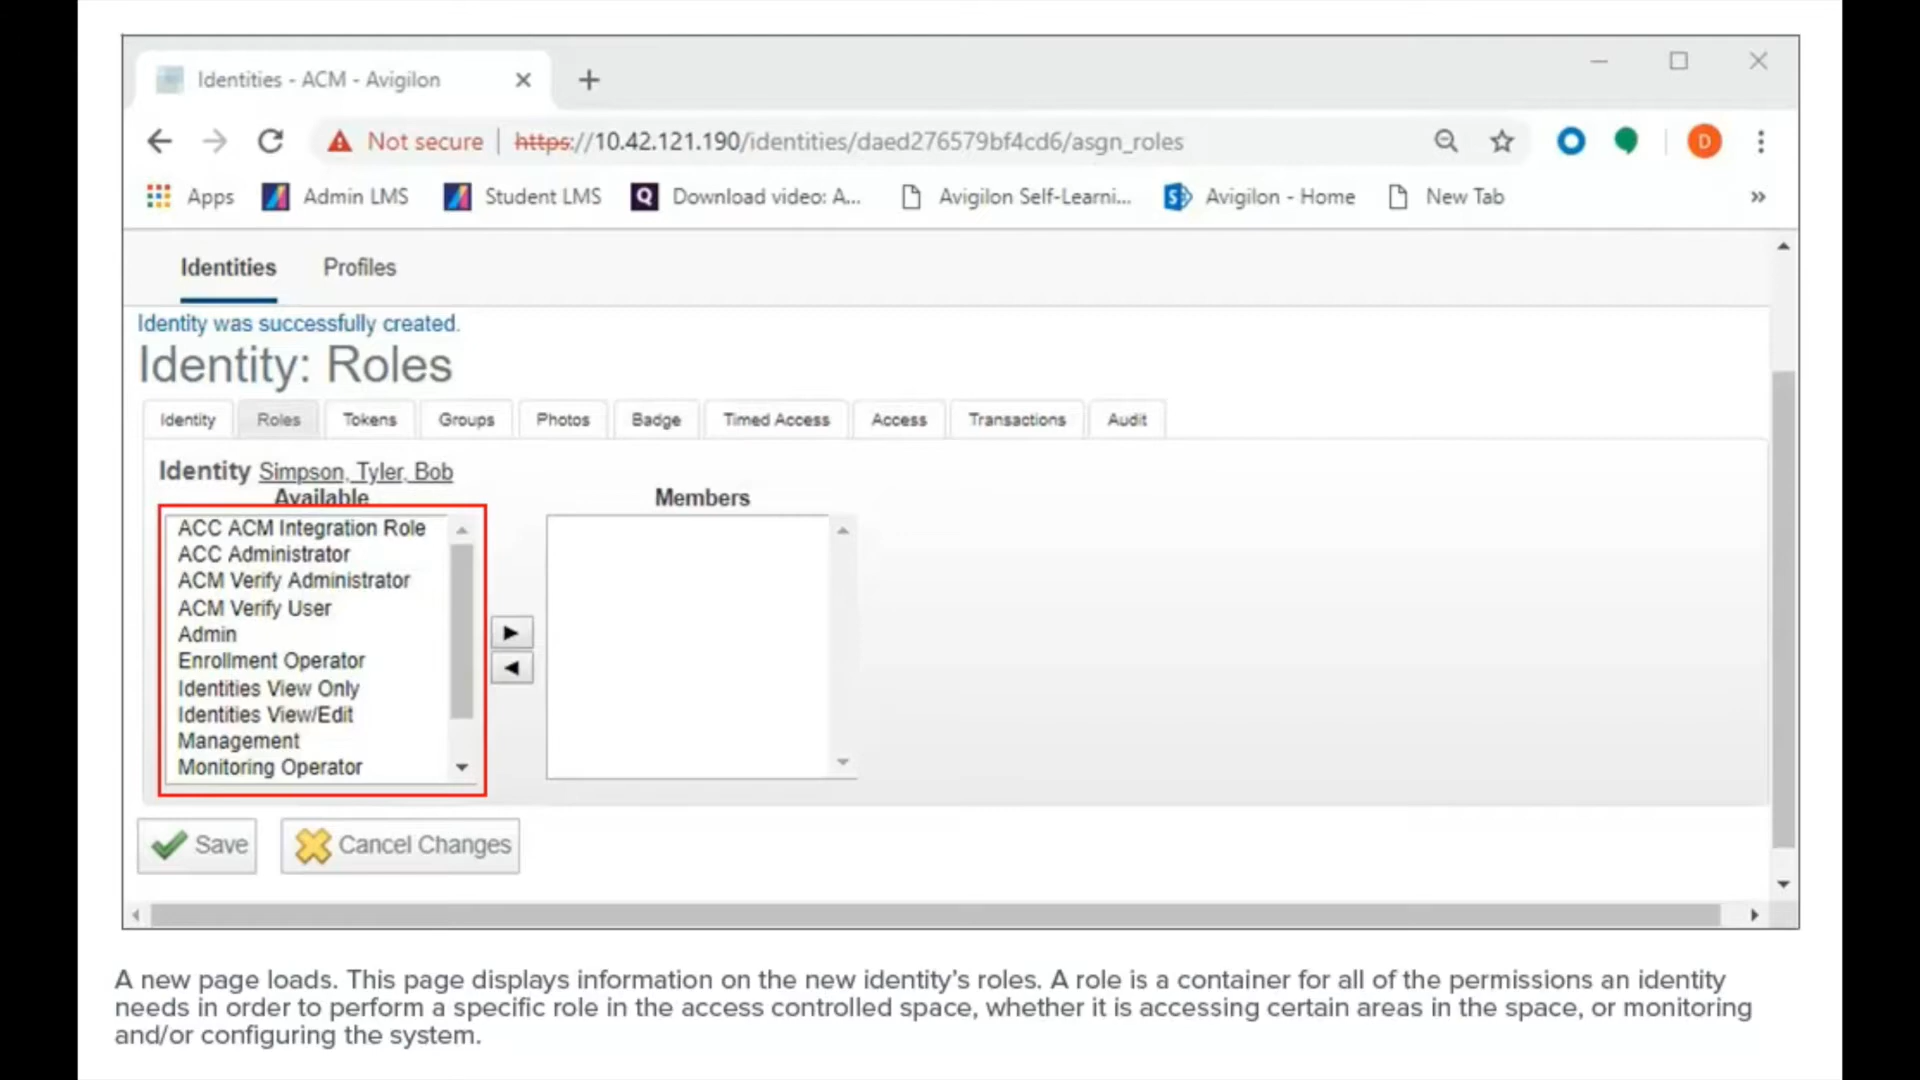 Identities - ACM - Avigilon
Not secure | https://10.42.121.190/identities/daed276579bf4cd6/asgn_roles
D
Apps Admin LMS Student LMS Q Download video: A... Avigilon Self-Learni... S Avigilon - Home New Tab »
Identities Profiles
Identity was successfully created.
Identity: Roles
Identity Roles Tokens Groups Photos Badge Timed Access Access Transactions Audit
Identity Simpson, Tyler, Bob
Available Members
ACC ACM Integration Role
ACC Administrator
ACM Verify Administrator
ACM Verify User
Admin
Enrollment Operator
Identities View Only
Identities View/Edit
Management
Monitoring Operator
Save Cancel Changes
A new page loads. This page displays information on the new identity’s roles. A role is a container for all of the permissions an identity
needs in order to perform a specific role in the access controlled space, whether it is accessing certain areas in the space, or monitoring
and/or configuring the system.